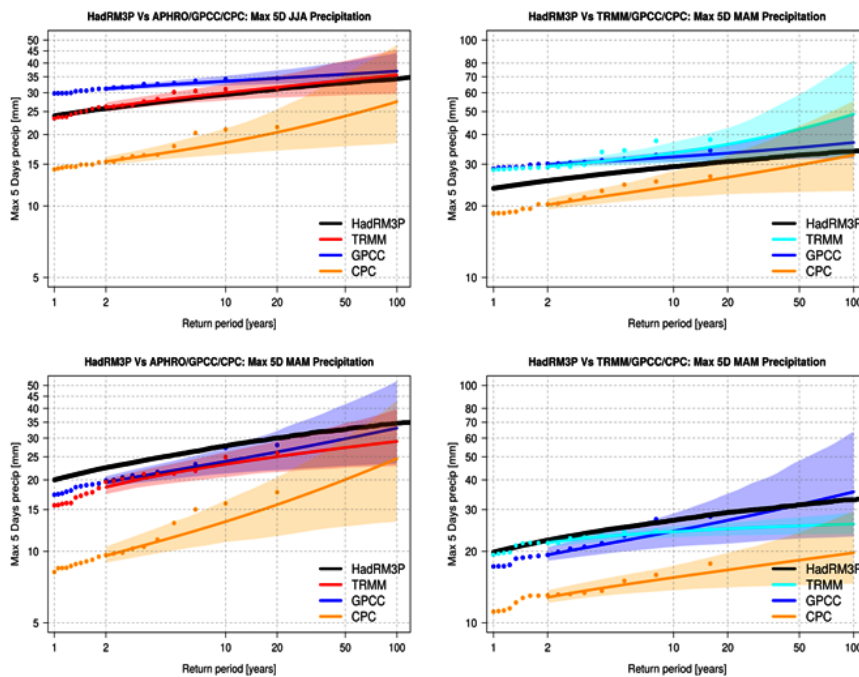 HadRM3P Vs APHRO/GPCC/CPC: Max 5D JJA Precipitation
Max 5 Days precip [mm]
50
45
40
35
30
25
20
15
10
5
HadRM3P
TRMM
GPCC
CPC
1 2 10 20 50 100
Return period [years]
HadRM3P Vs TRMM/GPCC/CPC: Max 5D MAM Precipitation
Max 5 Days precip [mm]
100
80
70
60
50
40
30
20
10
HadRM3P
TRMM
GPCC
CPC
1 2 10 20 50 100
Return period [years]
HadRM3P Vs APHRO/GPCC/CPC: Max 5D MAM Precipitation
Max 5 Days precip [mm]
50
45
40
35
30
25
20
15
10
5
HadRM3P
TRMM
GPCC
CPC
1 2 10 20 50 100
Return period [years]
HadRM3P Vs TRMM/GPCC/CPC: Max 5D MAM Precipitation
Max 5 Days precip [mm]
100
80
70
60
50
40
30
20
10
HadRM3P
TRMM
GPCC
CPC
1 2 10 20 50 100
Return period [years]